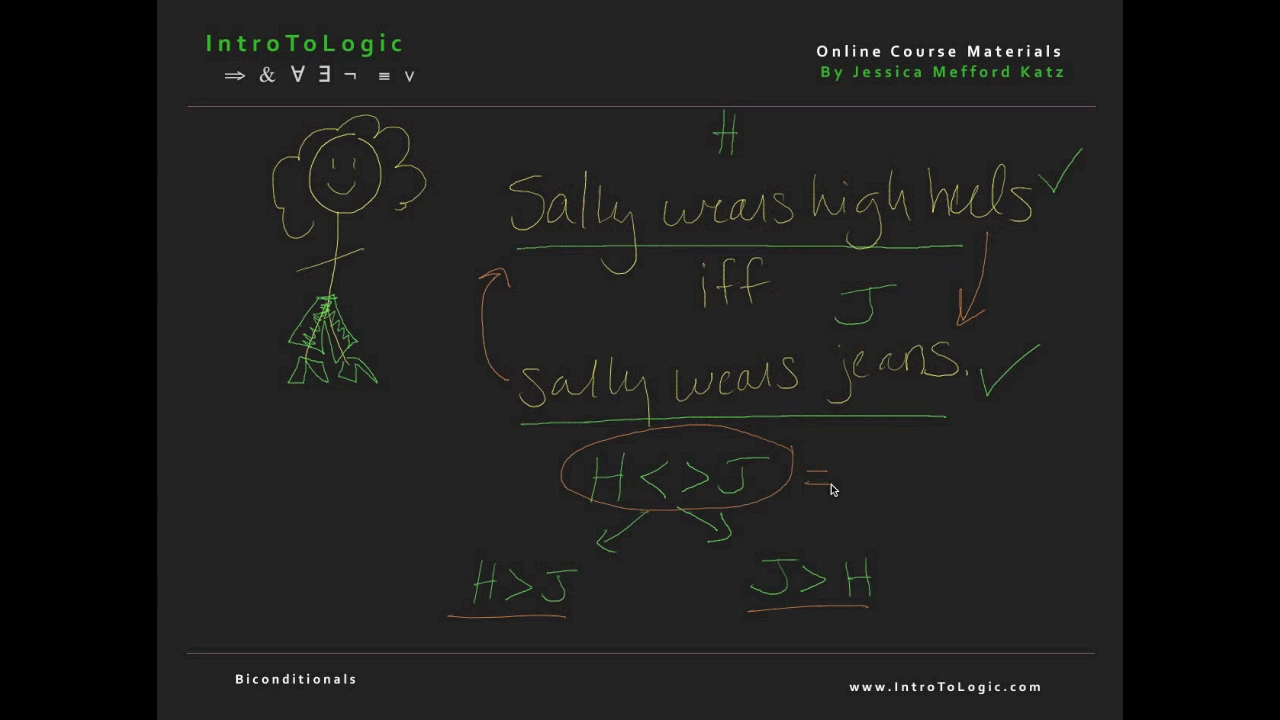 IntroToLogic
⇒ & ∀ ∃ ¬ ≡ ∨
Online Course Materials
By Jessica Mefford Katz
H
Sally wears high heels ✓
iff
J
Sally wears jeans. ✓
H < > J =
H > J
J > H
Biconditionals
www.IntroToLogic.com